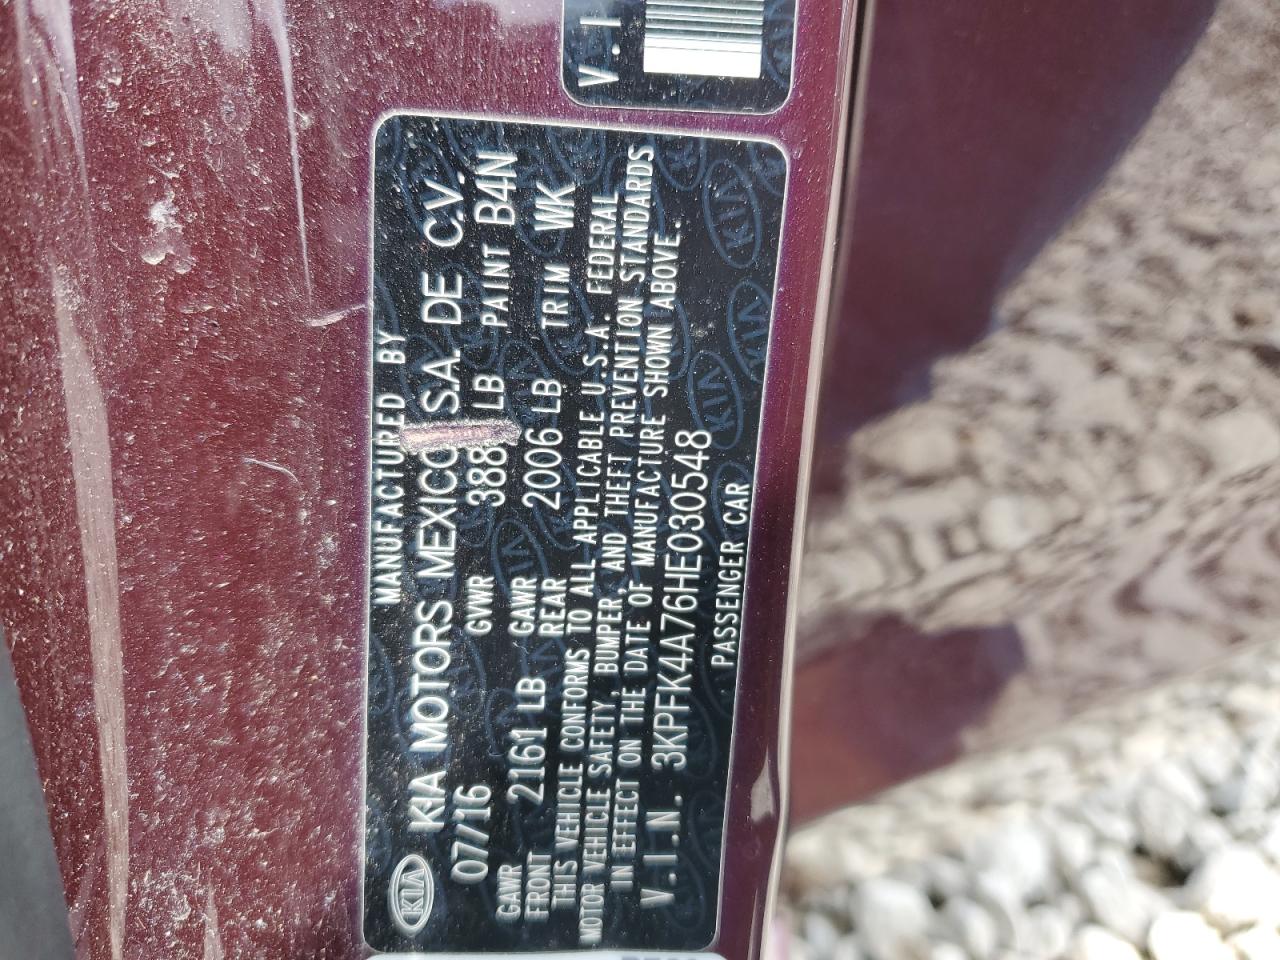 V.I
MANUFACTURED BY
KIA KIA MOTORS MEXICO S.A. DE C.V.
07/16 GVWR 388 LB PAINT B4N
GAWR FRONT 2161 LB GAWR REAR 2006 LB TRIM WK
THIS VEHICLE CONFORMS TO ALL APPLICABLE U.S.A. FEDERAL
MOTOR VEHICLE SAFETY, BUMPER, AND THEFT PREVENTION STANDARDS
IN EFFECT ON THE DATE OF MANUFACTURE SHOWN ABOVE.
V.I.N. 3KPFK4A76HE030548
PASSENGER CAR